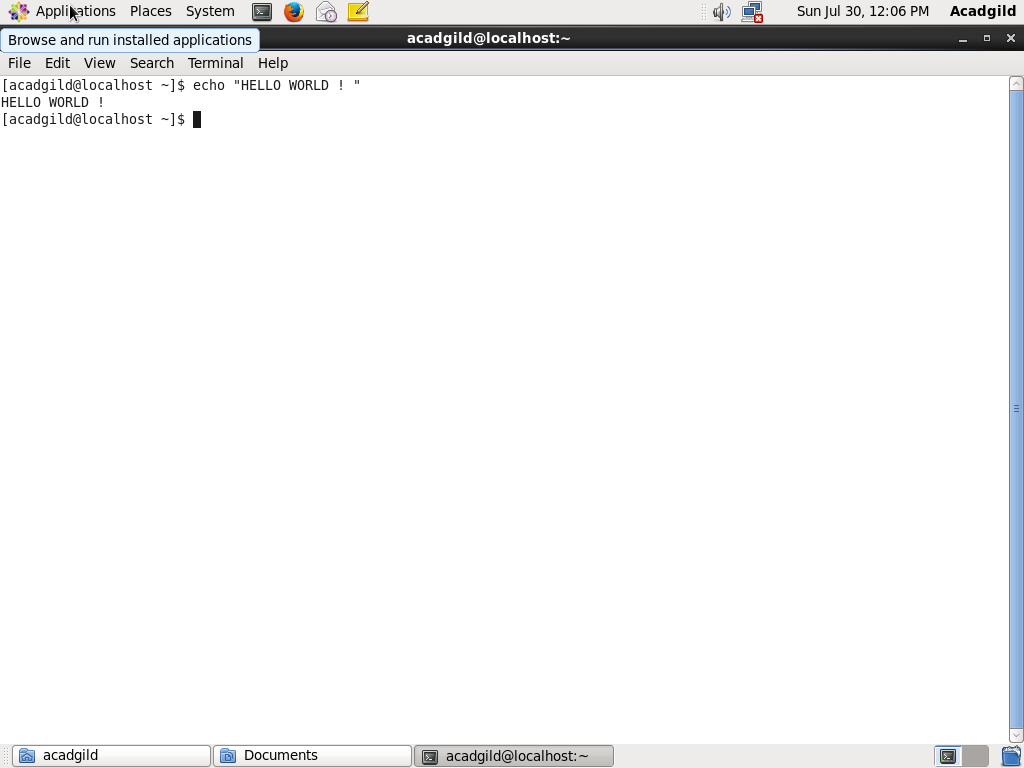 Applications Places System Sun Jul 30, 12:06 PM Acadgild
Browse and run installed applications
acadgild@localhost:~
File Edit View Search Terminal Help
[acadgild@localhost ~]$ echo "HELLO WORLD ! "
HELLO WORLD !
[acadgild@localhost ~]$
acadgild Documents acadgild@localhost:~